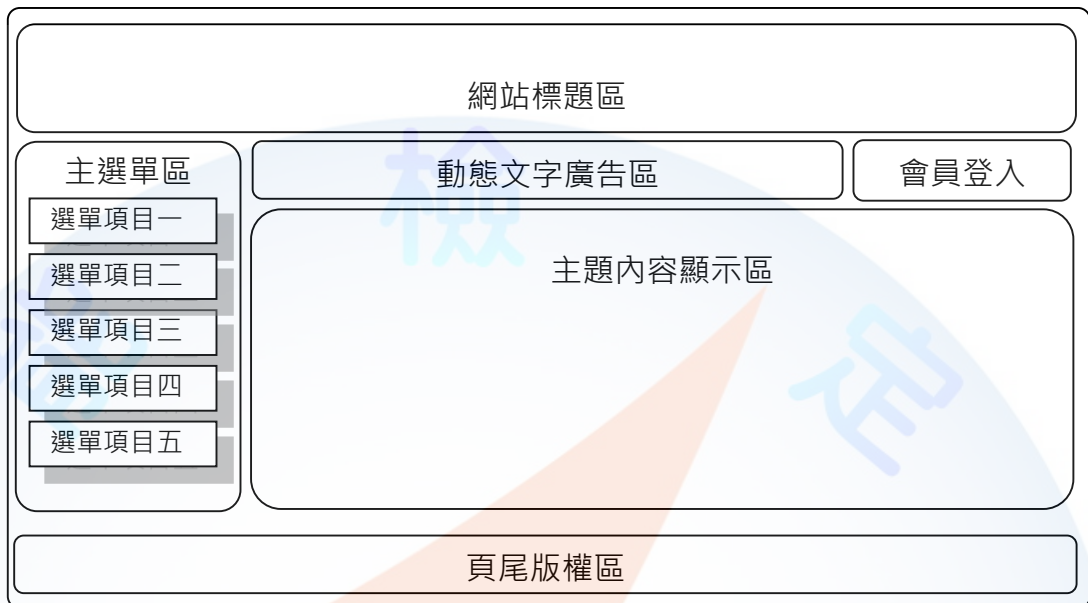 網站標題區
主選單區
選單項目一
選單項目二
選單項目三
選單項目四
選單項目五
動態文字廣告區
會員登入
主題內容顯示區
頁尾版權區
檢
定